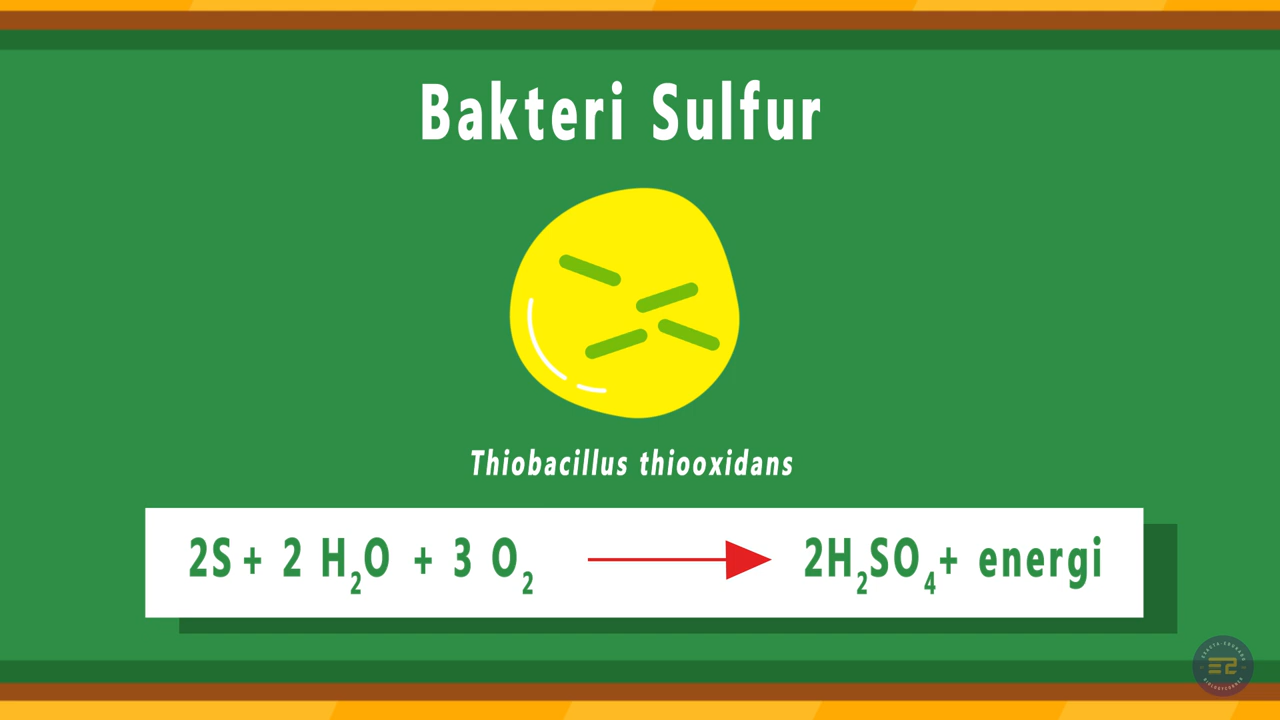 Bakteri Sulfur
Thiobacillus thiooxidans
2S + 2 H₂O + 3 O₂ → 2H₂SO₄ + energi